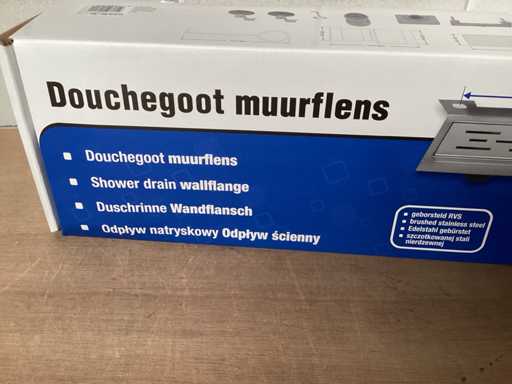 Douchegoot muurflens
Douchegoot muurflens
Shower drain wallflange
Duschrinne Wandflansch
Odpływ natryskowy Odpływ ścienny
geborsteld RVS
brushed stainless steel
Edelstahl gebürstet
szczotkowanej stali
nierdzewnej